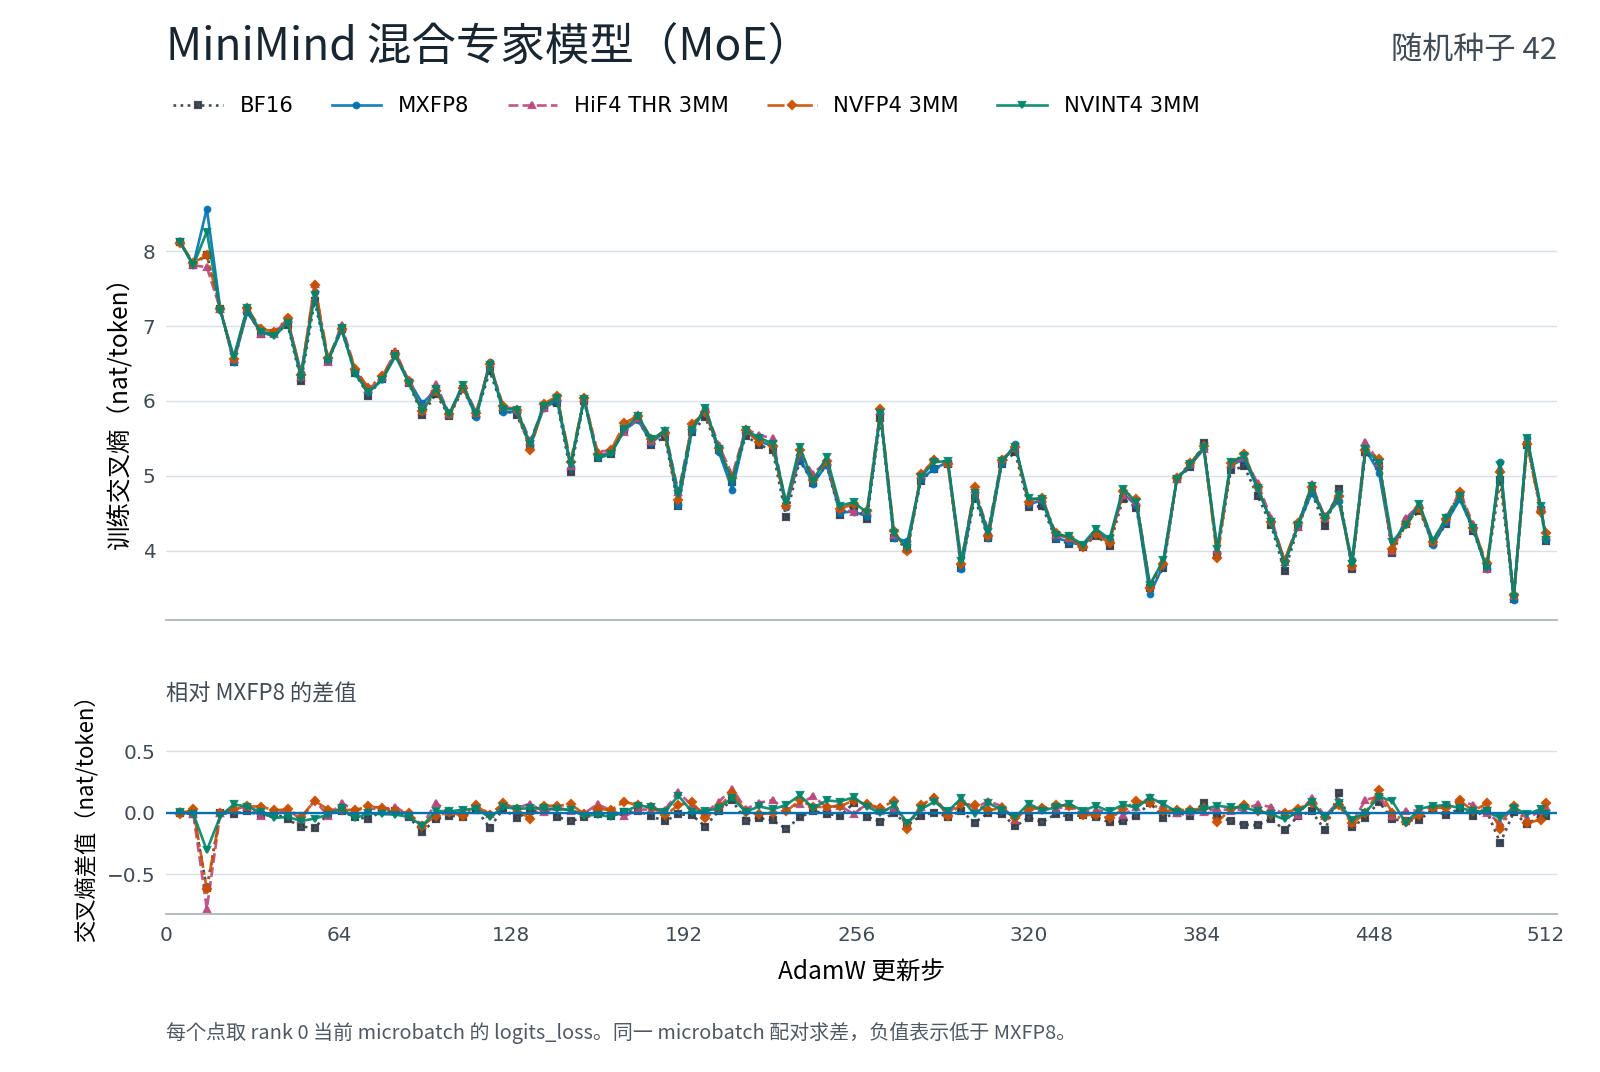 MiniMind 混合专家模型（MoE）
随机种子 42
BF16
MXFP8
HiF4 THR 3MM
NVFP4 3MM
NVINT4 3MM
训练交叉熵（nat/token）
8
7
6
5
4
相对 MXFP8 的差值
交叉熵差值（nat/token）
0.5
0.0
−0.5
0 64 128 192 256 320 384 448 512
AdamW 更新步
每个点取 rank 0 当前 microbatch 的 logits_loss。同一 microbatch 配对求差，负值表示低于 MXFP8。